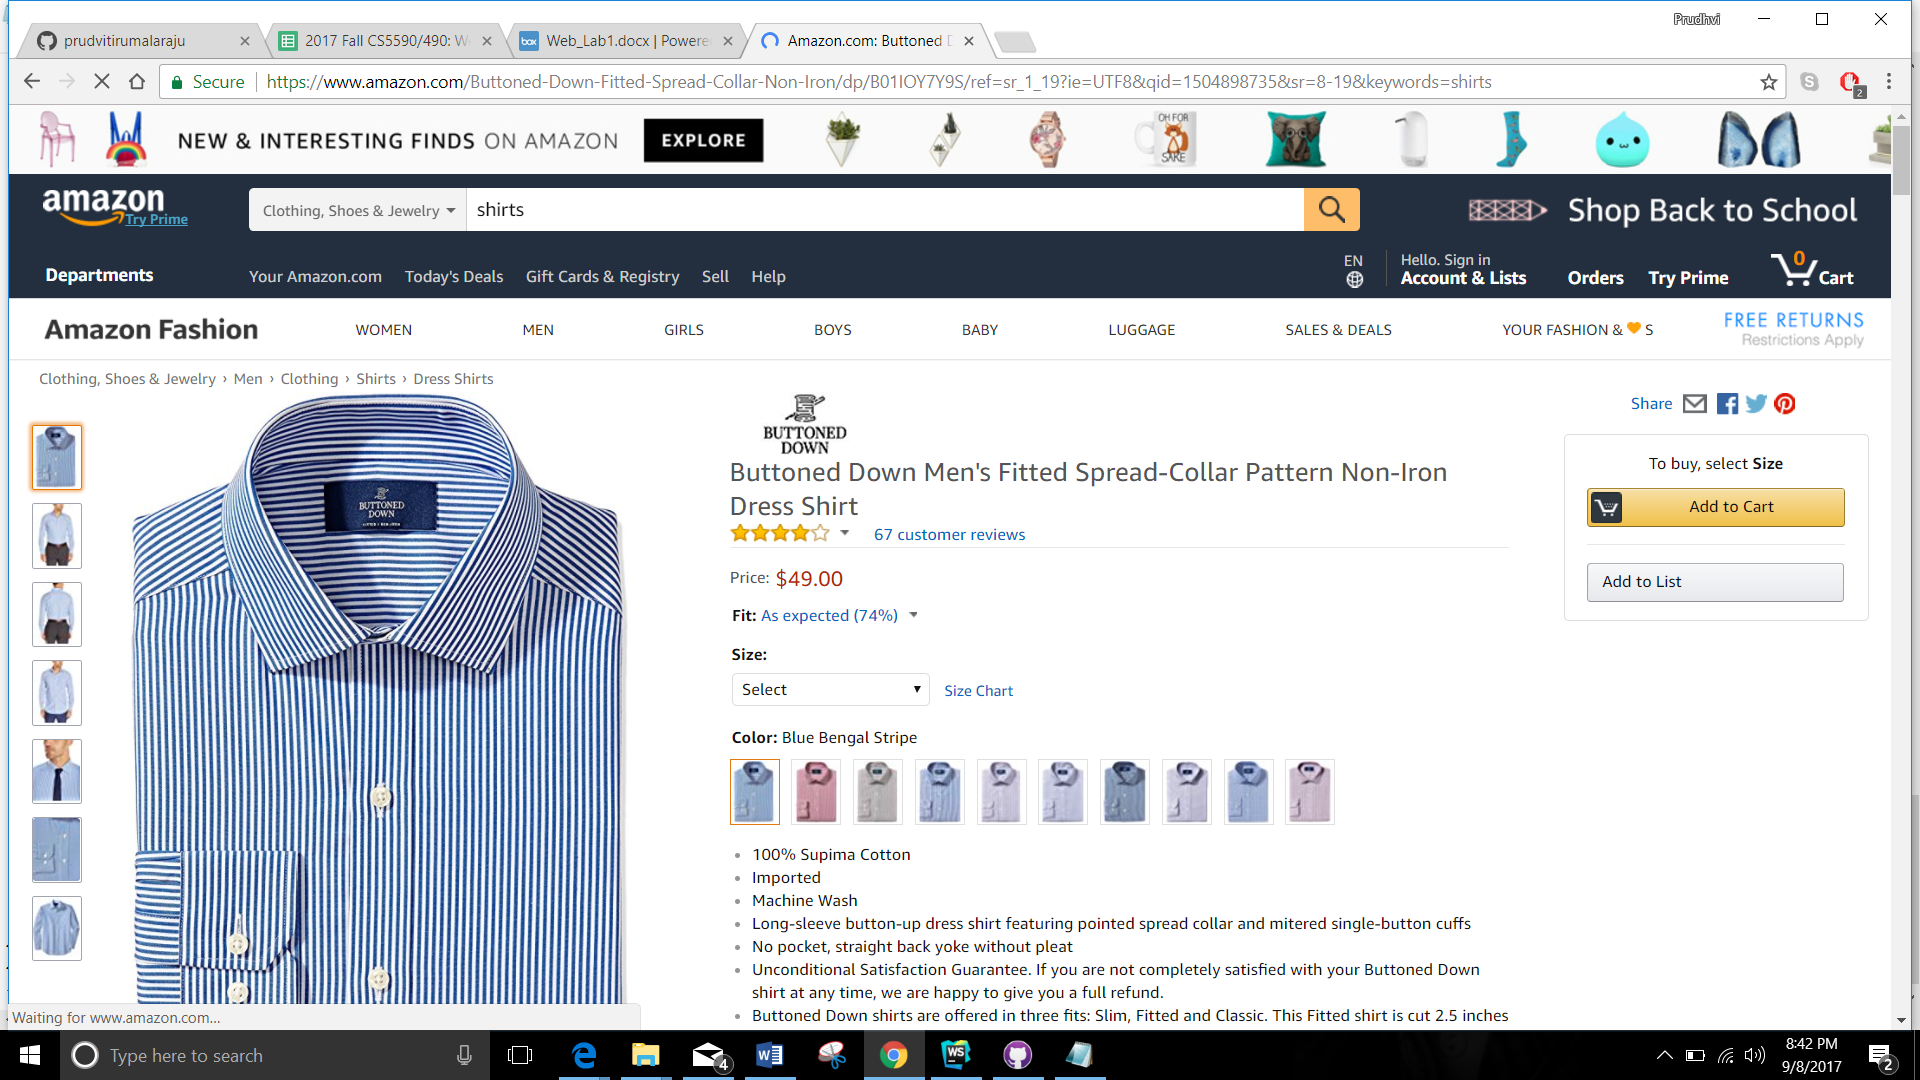 Prudhvi
prudvitirumalaraju
2017 Fall CS5590/490: W
Web_Lab1.docx | Powere
Amazon.com: Buttoned D
Secure
https://www.amazon.com/Buttoned-Down-Fitted-Spread-Collar-Non-Iron/dp/B01IOY7Y9S/ref=sr_1_19?ie=UTF8&qid=1504898735&sr=8-19&keywords=shirts
2
NEW & INTERESTING FINDS ON AMAZON
EXPLORE
OH FOR
SAKE
amazon
Try Prime
Clothing, Shoes & Jewelry
shirts
Shop Back to School
Departments
Your Amazon.com
Today's Deals
Gift Cards & Registry
Sell
Help
EN
Hello. Sign in
Account & Lists
Orders
Try Prime
0
Cart
Amazon Fashion
WOMEN
MEN
GIRLS
BOYS
BABY
LUGGAGE
SALES & DEALS
YOUR FASHION & 🧡 S
FREE RETURNS
Restrictions Apply
Clothing, Shoes & Jewelry › Men › Clothing › Shirts › Dress Shirts
BUTTONED
DOWN
BUTTONED
DOWN
Share
Buttoned Down Men's Fitted Spread-Collar Pattern Non-Iron
Dress Shirt
67 customer reviews
Price: $49.00
Fit: As expected (74%)
Size:
Select
Size Chart
Color: Blue Bengal Stripe
To buy, select Size
Add to Cart
Add to List
• 100% Supima Cotton
• Imported
• Machine Wash
• Long-sleeve button-up dress shirt featuring pointed spread collar and mitered single-button cuffs
• No pocket, straight back yoke without pleat
• Unconditional Satisfaction Guarantee. If you are not completely satisfied with your Buttoned Down
shirt at any time, we are happy to give you a full refund.
• Buttoned Down shirts are offered in three fits: Slim, Fitted and Classic. This Fitted shirt is cut 2.5 inches
Waiting for www.amazon.com...
Type here to search
4
WS
8:42 PM
9/8/2017
2